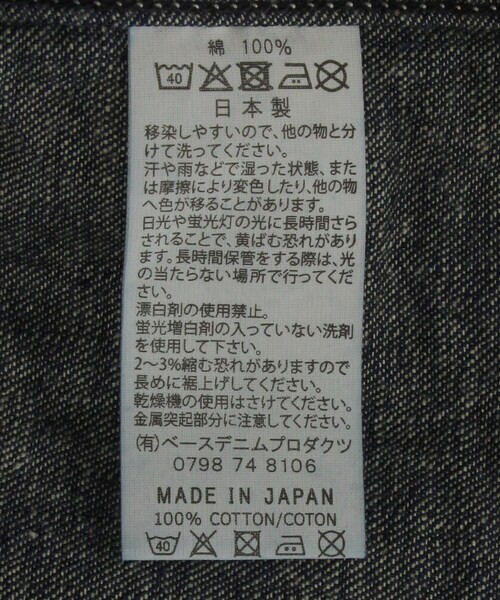 綿 100%
40
日本製
移染しやすいので、他の物と分
けて洗ってください。
汗や雨などで湿った状態、また
は摩擦により変色したり、他の物
へ色が移ることがあります。
日光や蛍光灯の光に長時間さら
されることで、黄ばむ恐れがあり
ます。長時間保管をする際は、光
の当たらない場所で行ってくだ
さい。
漂白剤の使用禁止。
蛍光増白剤の入っていない洗剤
を使用して下さい。
2〜3%縮む恐れがありますので
長めに裾上げしてください。
乾燥機の使用はさけてください。
金属突起部分に注意してください。
(有)ベースデニムプロダクツ
0798 74 8106
MADE IN JAPAN
100% COTTON/COTON
40